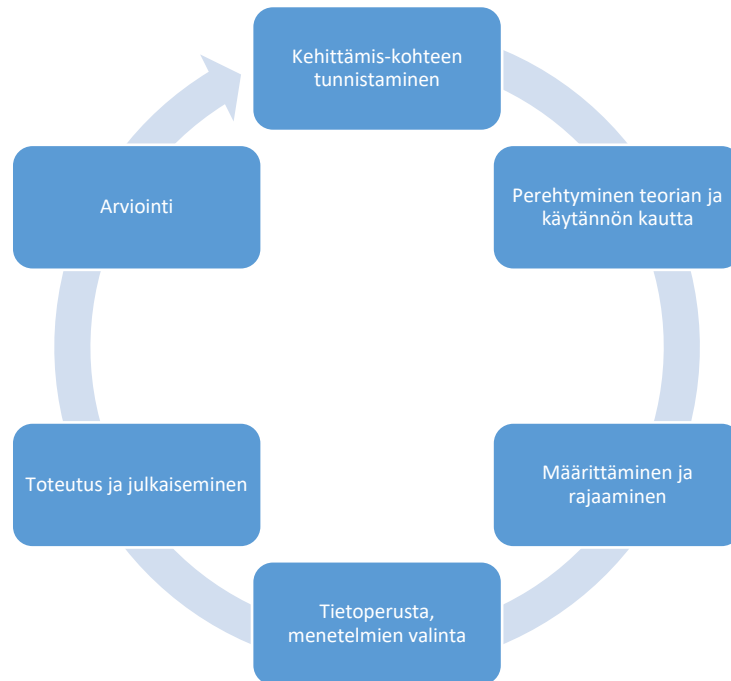 Kehittämis-kohteen
tunnistaminen
Perehtyminen teorian ja
käytännön kautta
Määrittäminen ja
rajaaminen
Tietoperusta,
menetelmien valinta
Toteutus ja julkaiseminen
Arviointi